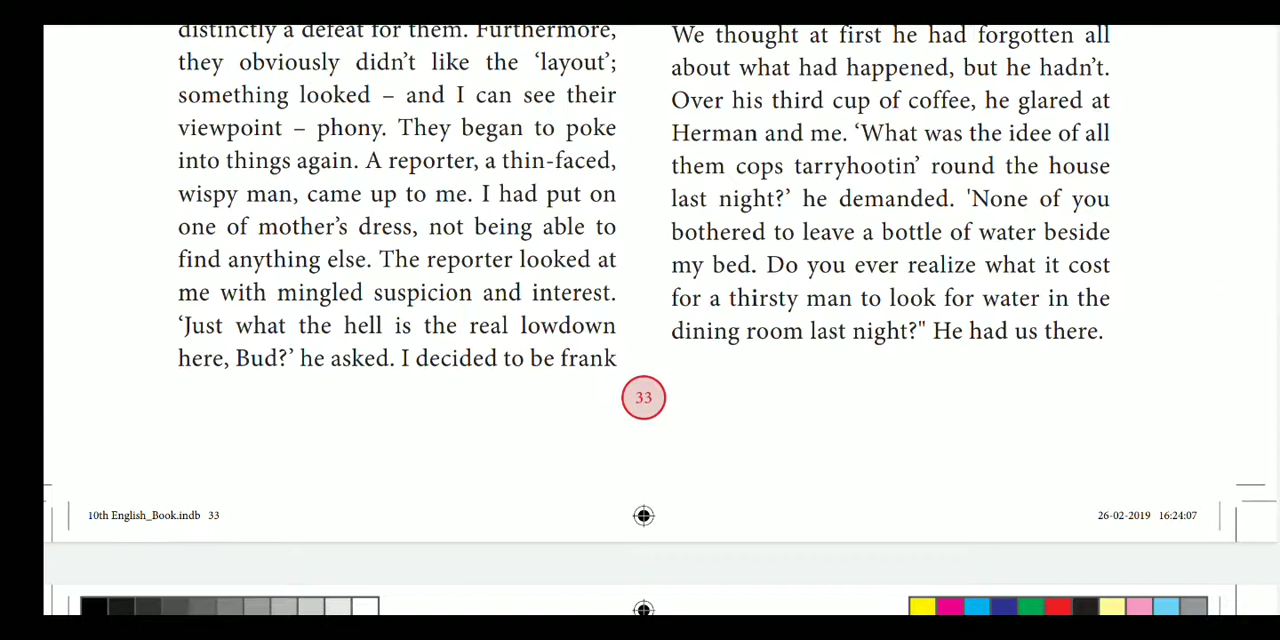 distinctly a defeat for them. Furthermore,
they obviously didn’t like the ‘layout’;
something looked – and I can see their
viewpoint – phony. They began to poke
into things again. A reporter, a thin-faced,
wispy man, came up to me. I had put on
one of mother’s dress, not being able to
find anything else. The reporter looked at
me with mingled suspicion and interest.
‘Just what the hell is the real lowdown
here, Bud?’ he asked. I decided to be frank
We thought at first he had forgotten all
about what had happened, but he hadn’t.
Over his third cup of coffee, he glared at
Herman and me. ‘What was the idee of all
them cops tarryhootin’ round the house
last night?’ he demanded. 'None of you
bothered to leave a bottle of water beside
my bed. Do you ever realize what it cost
for a thirsty man to look for water in the
dining room last night?" He had us there.
33
10th English_Book.indb 33
26-02-2019 16:24:07